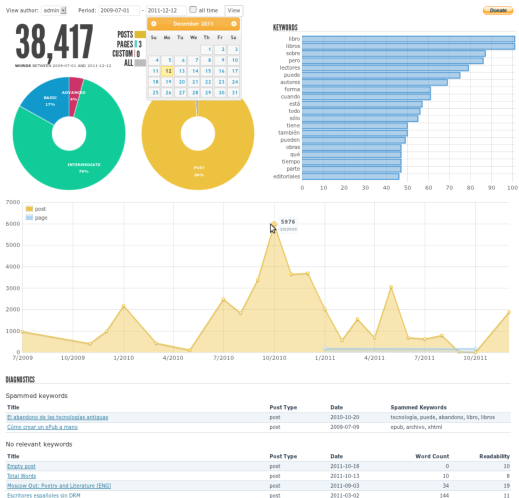 View author: admin Period: 2009-07-01 - 2011-12-12 all time View
Donate
38,417
WORDS BETWEEN 2009-07-01 AND 2011-12-12
POSTS
PAGES 3
CUSTOM 0
ALL
December 2011
Su Mo Tu We Th Fr Sa
1 2 3
4 5 6 7 8 9 10
11 12 13 14 15 16 17
18 19 20 21 22 23 24
25 26 27 28 29 30 31
BASIC
17%
ADVANCED
INTERMEDIATE
78%
POST
KEYWORDS
libro
libros
sobre
pero
lectores
puede
autores
forma
cuando
está
todo
sólo
tiene
también
pueden
obras
qué
tiempo
parte
editoriales
0 10 20 30 40 50 60 70 80 90 100
post
page
7000
6000
5000
4000
3000
2000
1000
0
5976
7/2009 10/2009 1/2010 4/2010 7/2010 10/2010 1/2011 4/2011 7/2011 10/2011
DIAGNOSTICS
Spammed keywords
Title Post Type Date Spammed Keywords
El abandono de las tecnologías antiguas post 2010-10-20 tecnología, puede, abandono, libro, libros
Cómo crear un ePub a mano post 2009-07-09 epub, archivo, xhtml
No relevant keywords
Title Post Type Date Word Count Readability
Empty post post 2011-10-18 0 10
Total Words post 2011-10-13 10 8
Moscow Out: Poetry and Literature [ENG] post 2011-09-03 34 19
Escritores españoles sin DRM post 2011-03-02 144 11